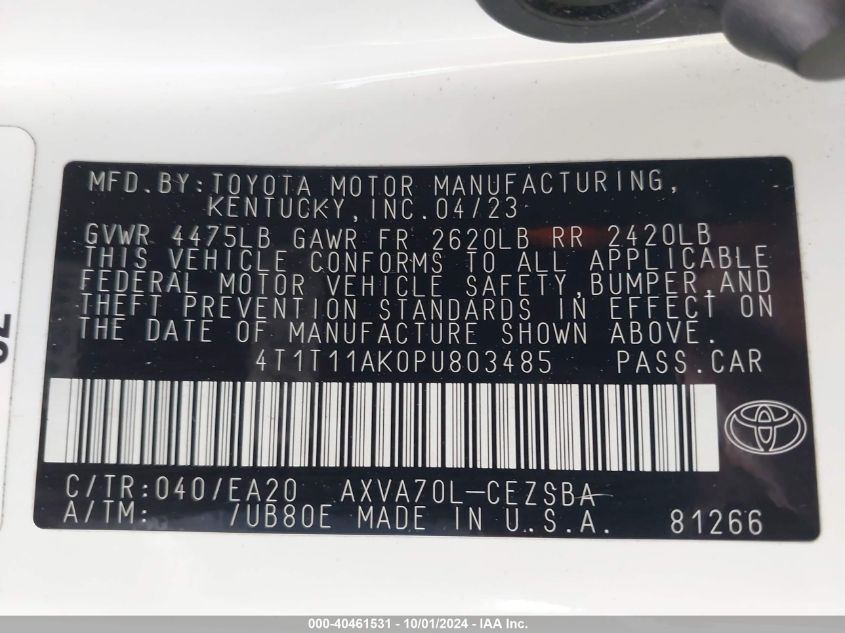 MFD.BY:TOYOTA MOTOR MANUFACTURING,
KENTUCKY,INC.04/23
GVWR 4475LB GAWR FR 2620LB RR 2420LB
THIS VEHICLE CONFORMS TO ALL APPLICABLE
FEDERAL MOTOR VEHICLE SAFETY,BUMPER,AND
THEFT PREVENTION STANDARDS IN EFFECT ON
THE DATE OF MANUFACTURE SHOWN ABOVE.
4T1T11AK0PU803485 PASS.CAR
C/TR:040/EA20 AXVA70L-CEZSBA
A/TM: /UB80E MADE IN U.S.A. 81266
000-40461531 - 10/01/2024 - IAA Inc.